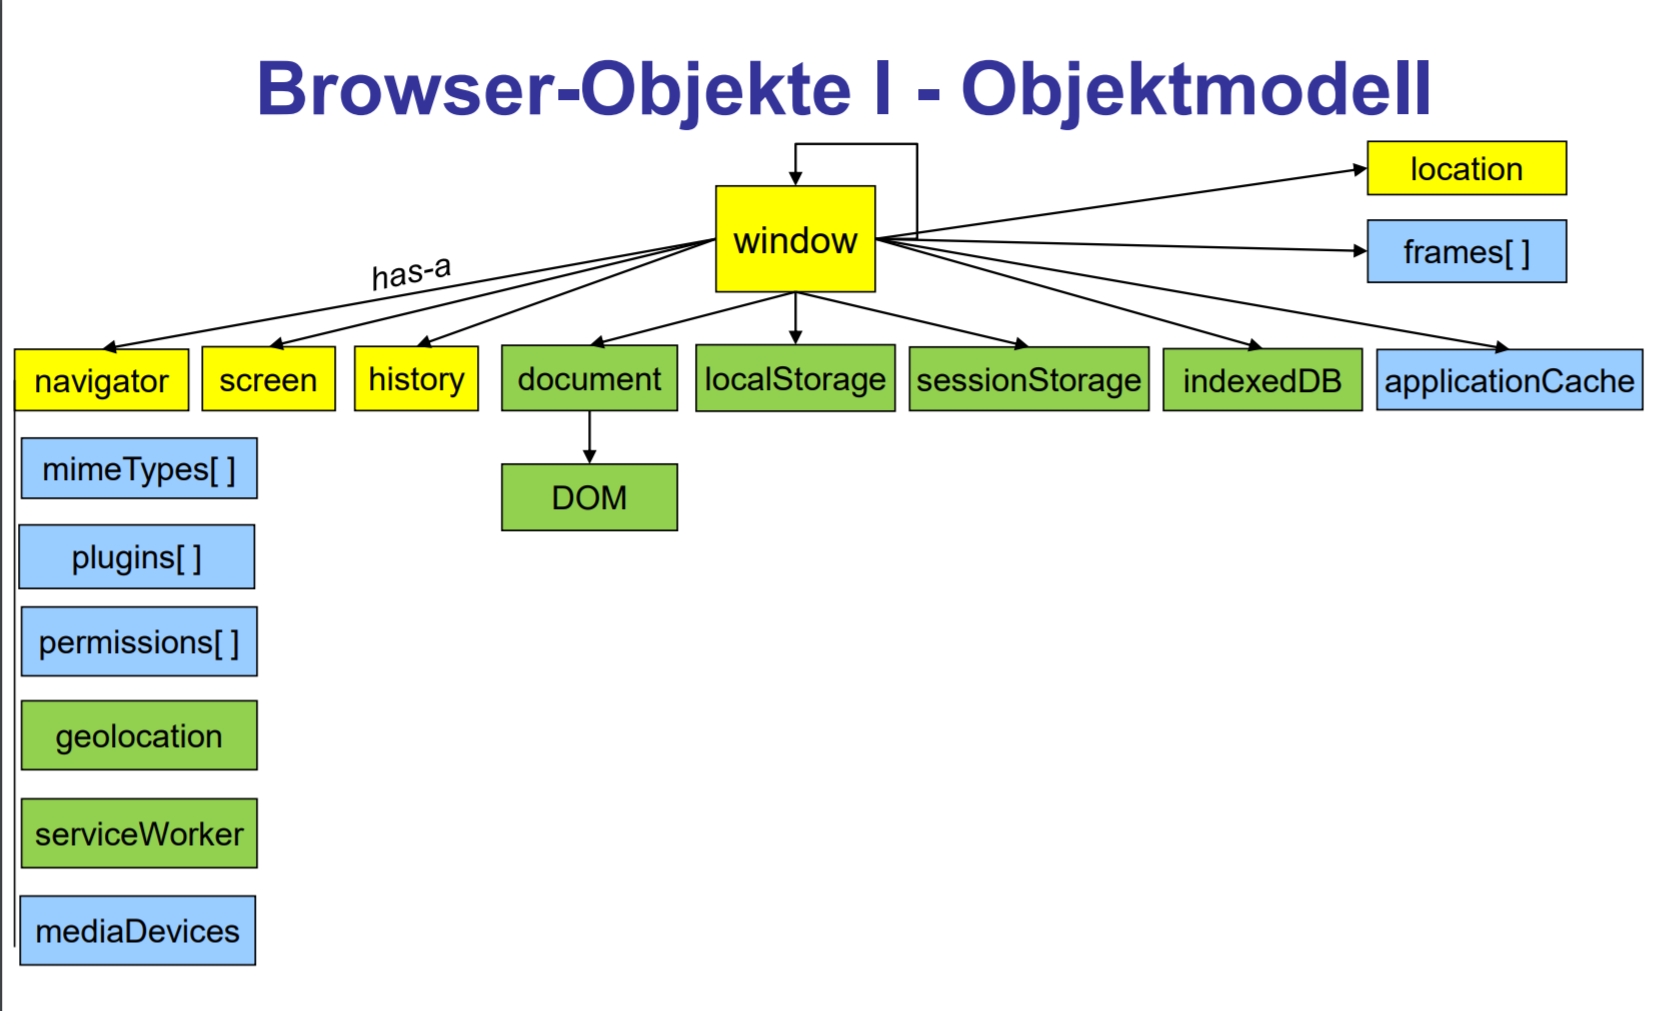 Browser-Objekte I - Objektmodell
location
window
frames[ ]
has-a
navigator
screen
history
document
localStorage
sessionStorage
indexedDB
applicationCache
mimeTypes[ ]
DOM
plugins[ ]
permissions[ ]
geolocation
serviceWorker
mediaDevices